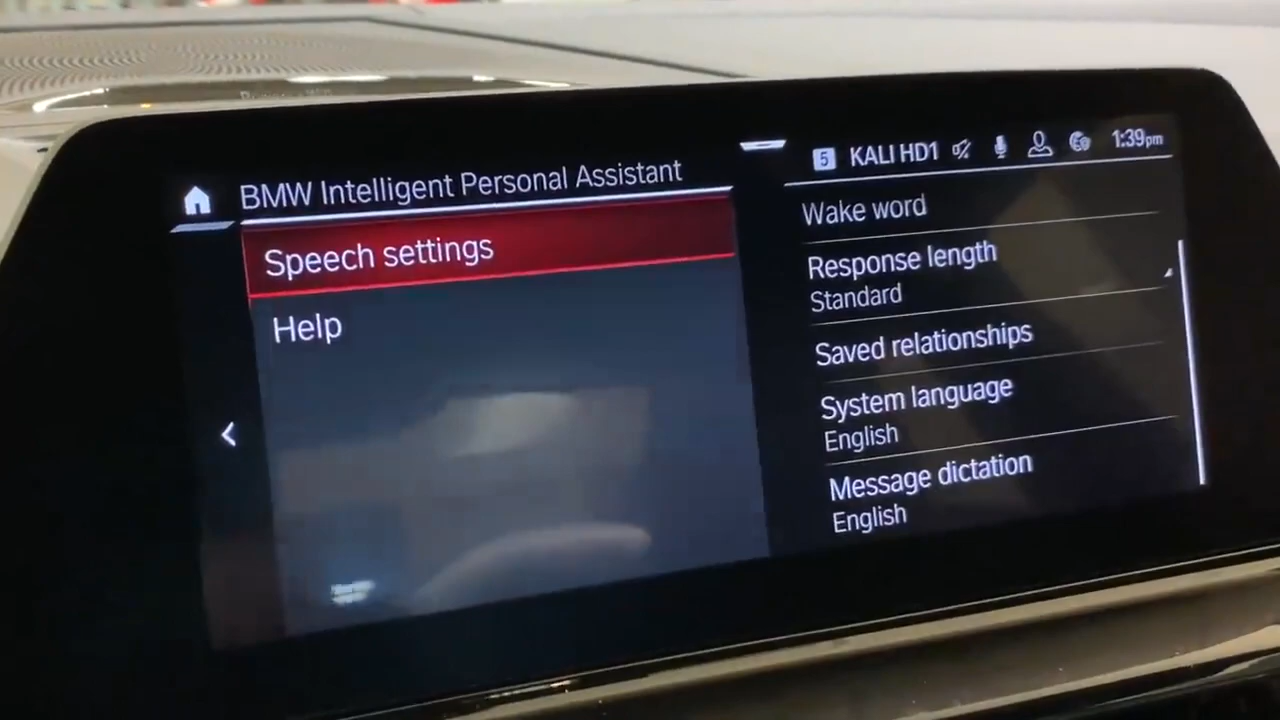 BMW Intelligent Personal Assistant
5 KALI HD1 1:39pm
Speech settings
Help
Wake word
Response length
Standard
Saved relationships
System language
English
Message dictation
English